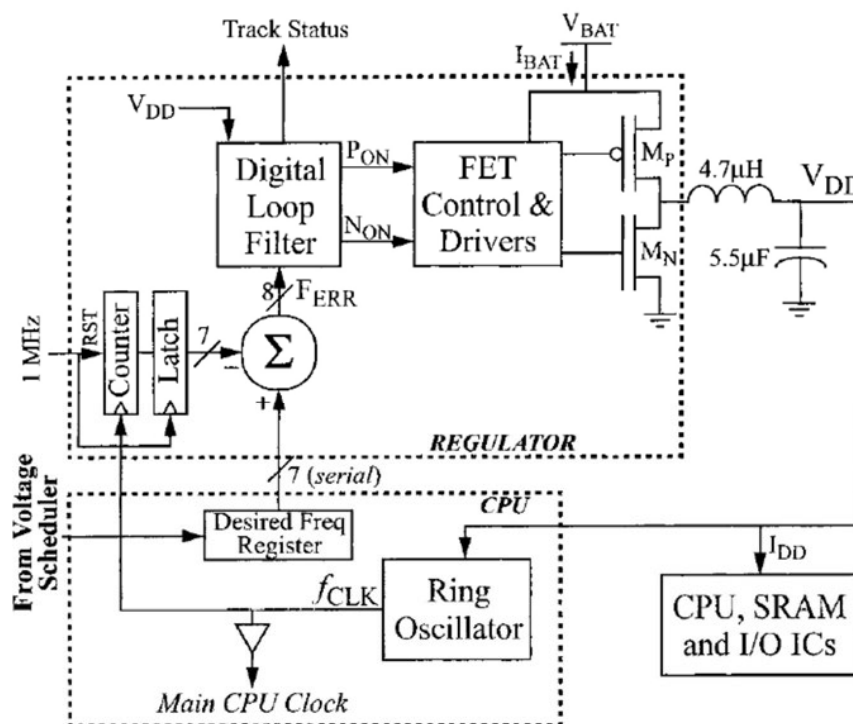 Track Status
V_BAT
I_BAT
V_DD
Digital
Loop
Filter
P_ON
N_ON
FET
Control &
Drivers
M_P
M_N
4.7μH
V_DD
5.5μF
8
F_ERR
1 MHz
RST
Counter
Latch
7
−
Σ
+
REGULATOR
7 (serial)
CPU
From Voltage
Scheduler
Desired Freq
Register
f_CLK
Ring
Oscillator
I_DD
CPU, SRAM
and I/O ICs
Main CPU Clock